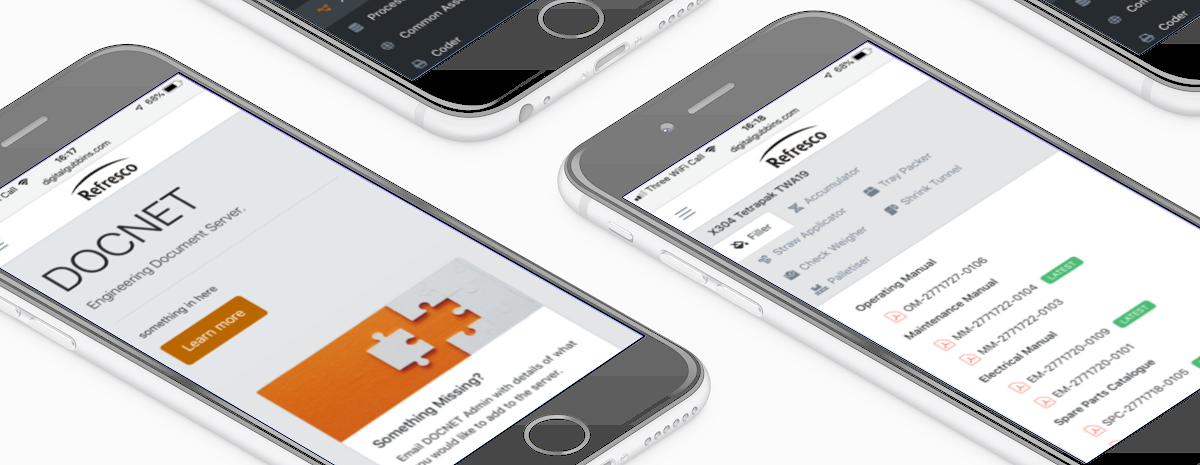 Common Ass
Coder
68%
16:17
Call
digitalgubbins.com
Refresco
DOCNET
Engineering Document Server.
something in here
Learn more
Something Missing?
Email DOCNET Admin with details of what
you would like to add to the server.
68%
16:18
Three WiFi Call
digitalgubbins.com
Refresco
X304 Tetrapak TWA19
Filler
Accumulator
Tray Packer
Straw Applicator
Shrink Tunnel
Check Weigher
Palletiser
Operating Manual
OM-2771727-0106
Maintenance Manual
MM-2771722-0104 LATEST
MM-2771722-0103
Electrical Manual
EM-2771720-0109 LATEST
EM-2771720-0101
Spare Parts Catalogue
SPC-2771718-0105
Coder